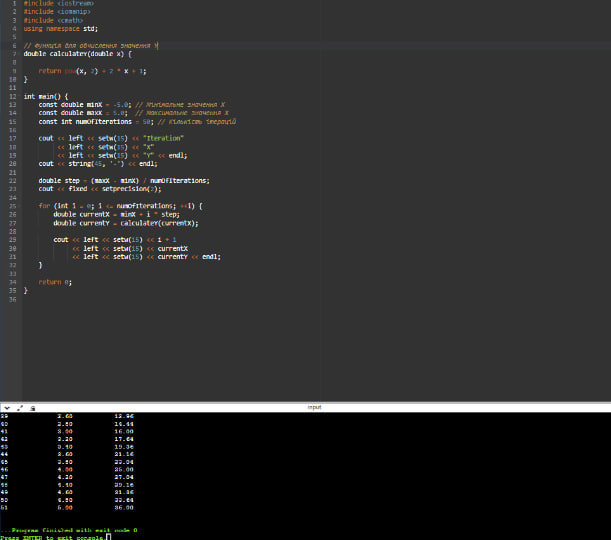 1 #include <iostream>
2 #include <iomanip>
3 #include <cmath>
4 using namespace std;
5
6 // Функція для обчислення значення Y
7 double calculateY(double x) {
8
9 return pow(x, 2) + 2 * x + 1;
10 }
11
12 int main() {
13 const double minX = -5.0; // Мінімальне значення X
14 const double maxX = 5.0; // Максимальне значення X
15 const int numOfIterations = 50; // Кількість ітерацій
16
17 cout << left << setw(15) << "Iteration"
18 << left << setw(15) << "X"
19 << left << setw(15) << "Y" << endl;
20 cout << string(45, '-') << endl;
21
22 double step = (maxX - minX) / numOfIterations;
23 cout << fixed << setprecision(2);
24
25 for (int i = 0; i <= numOfIterations; ++i) {
26 double currentX = minX + i * step;
27 double currentY = calculateY(currentX);
28
29 cout << left << setw(15) << i + 1
30 << left << setw(15) << currentX
31 << left << setw(15) << currentY << endl;
32 }
33
34 return 0;
35 }
36
input
39 2.60 12.96
40 2.80 14.44
41 3.00 16.00
42 3.20 17.64
43 3.40 19.36
44 3.60 21.16
45 3.80 23.04
46 4.00 25.00
47 4.20 27.04
48 4.40 29.16
49 4.60 31.36
50 4.80 33.64
51 5.00 36.00
...Program finished with exit code 0
Press ENTER to exit console.